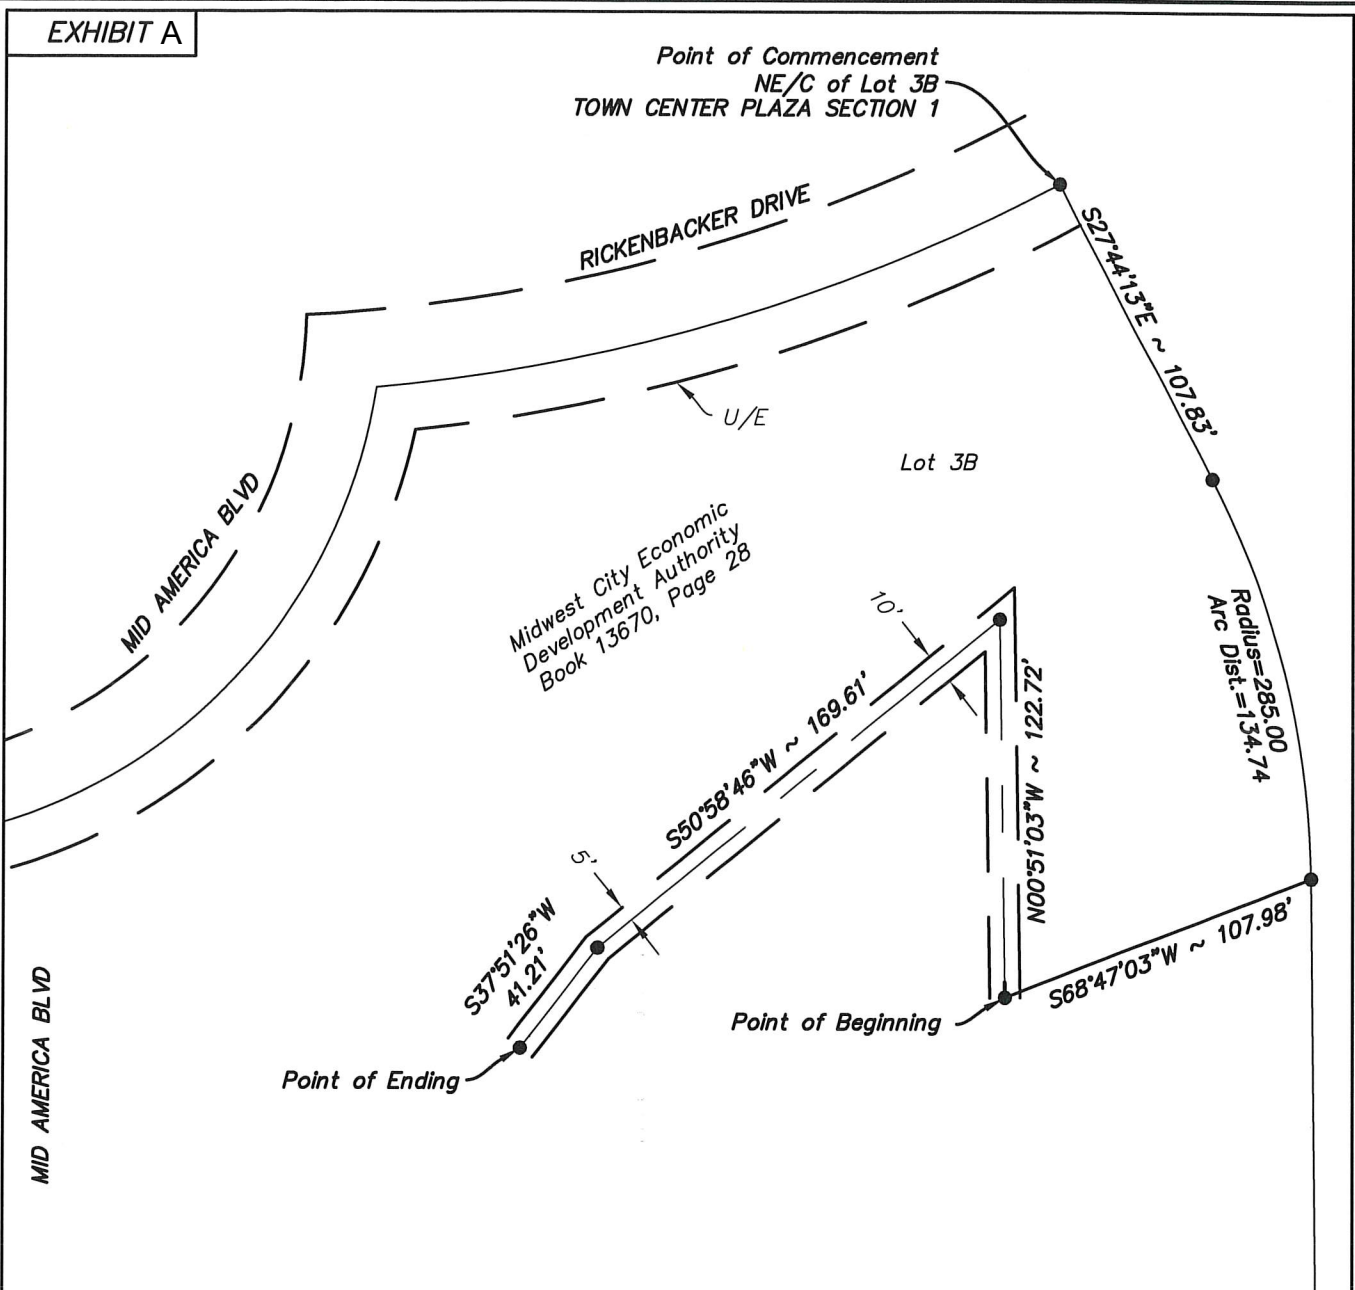 EXHIBIT A
Point of Commencement
NE/C of Lot 3B
TOWN CENTER PLAZA SECTION 1
RICKENBACKER DRIVE
S27°44'13"E ~ 107.83'
U/E
Lot 3B
MID AMERICA BLVD
Midwest City Economic
Development Authority
Book 13670, Page 28
10'
Radius=285.00
Arc Dist.=134.74
S50°58'46"W ~ 169.61'
N00°51'03"W ~ 122.72'
5'
S37°51'26"W
41.21'
S68°47'03"W ~ 107.98'
Point of Beginning
Point of Ending
MID AMERICA BLVD